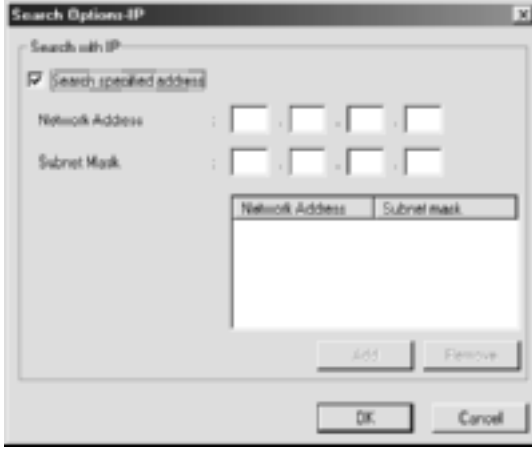 Search Options-IP
Search with IP
Search specified address
Network Address :
. . .
Subnet Mask :
. . .
Network Address Subnet mask
Add Remove
OK Cancel